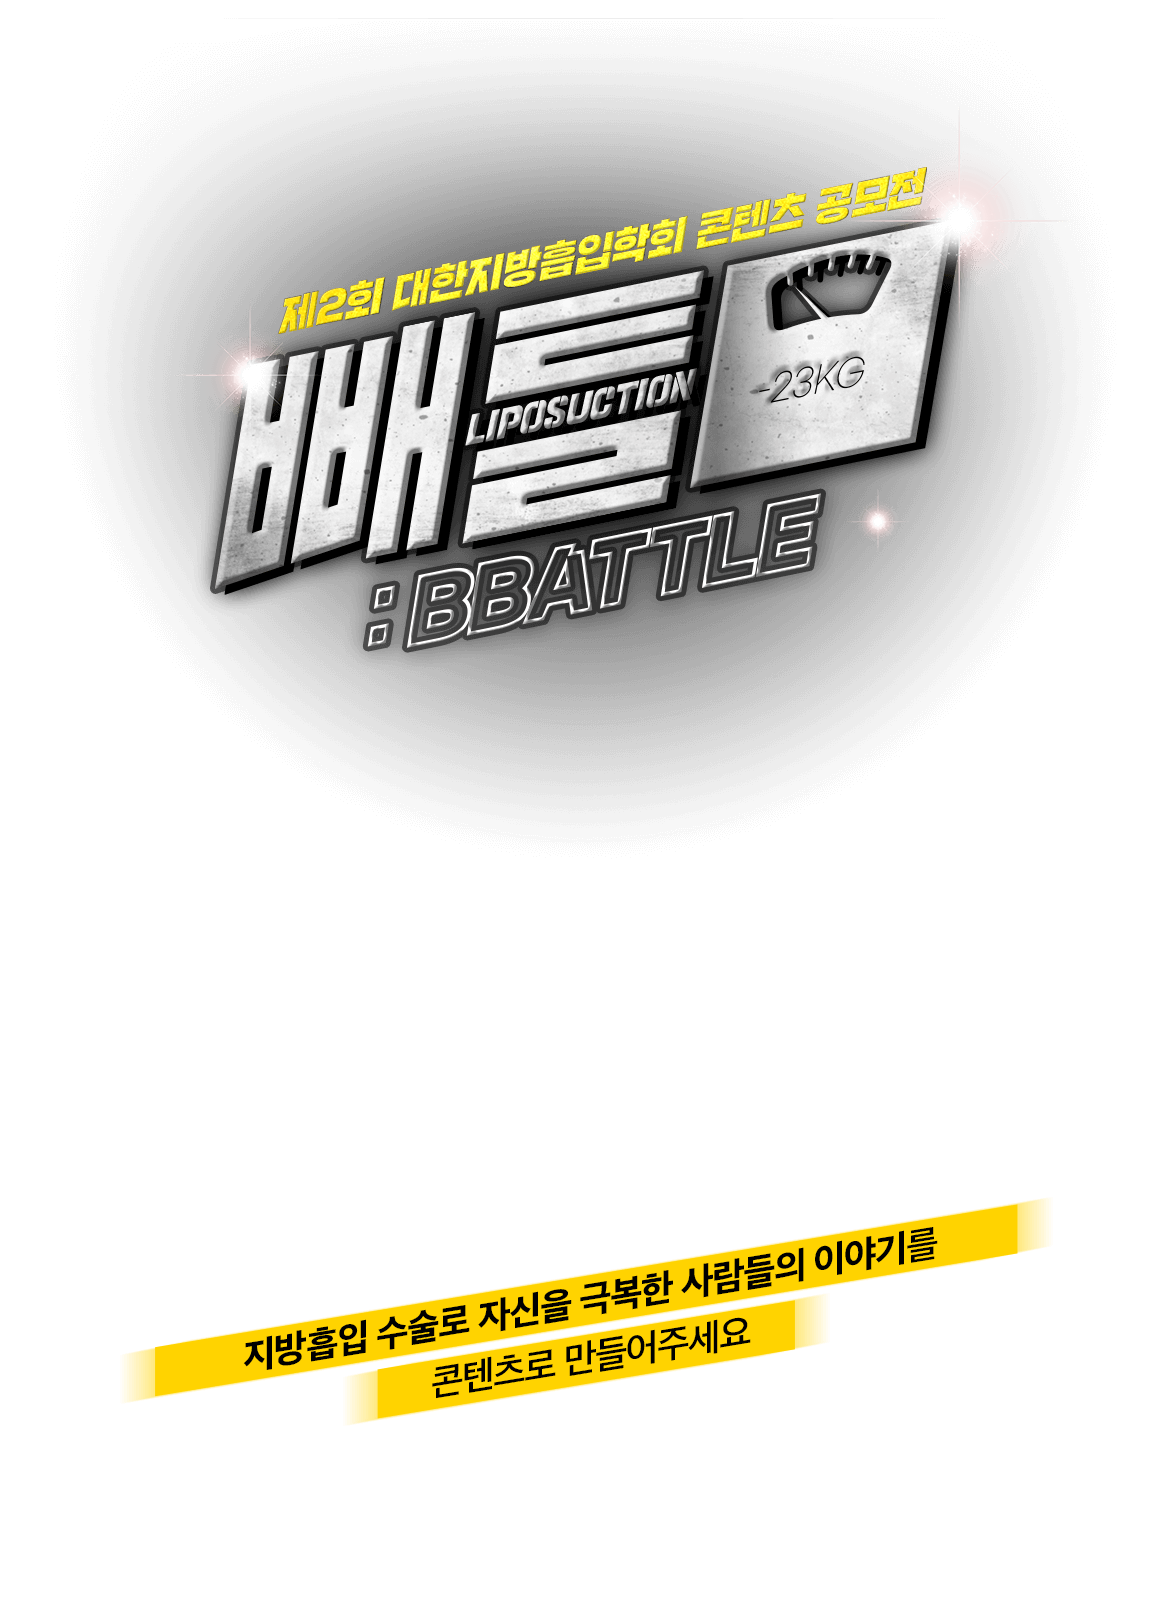 제2회 대한지방흡입학회 콘텐츠 공모전
빼틀
LIPOSUCTION
-23KG
: BBATTLE
지방흡입 수술로 자신을 극복한 사람들의 이야기를
콘텐츠로 만들어주세요